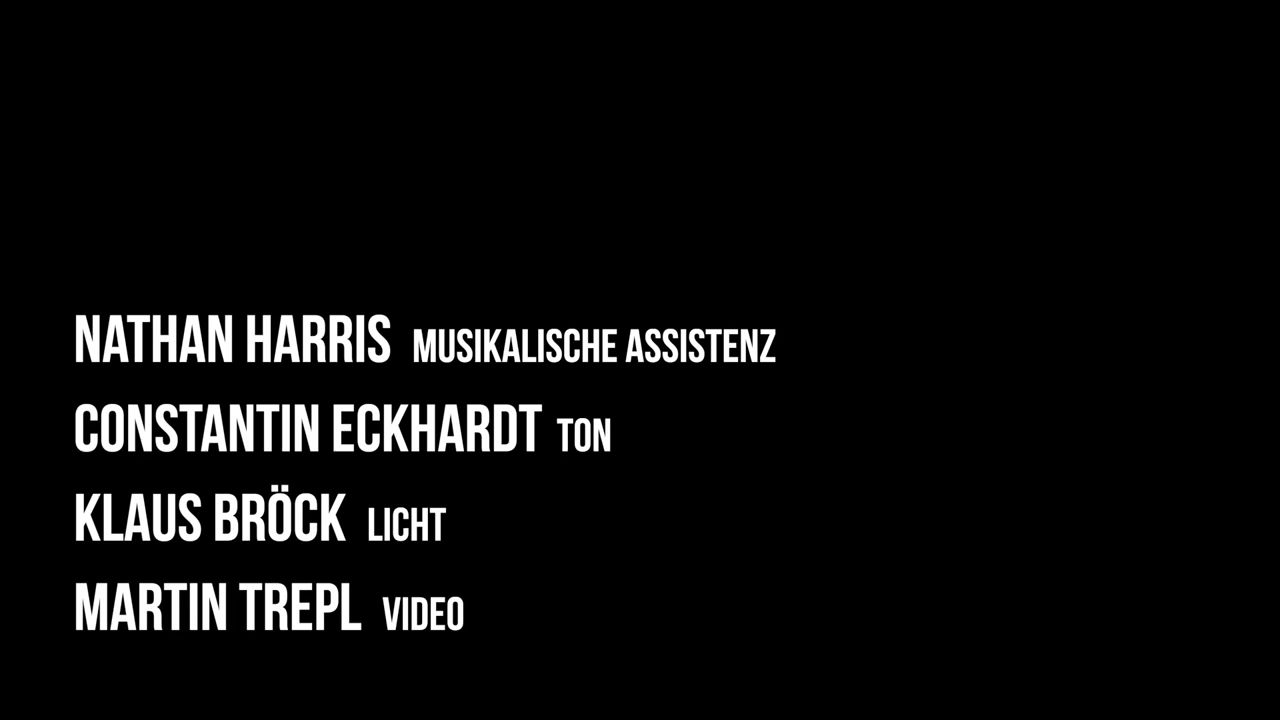 NATHAN HARRIS MUSIKALISCHE ASSISTENZ
CONSTANTIN ECKHARDT TON
KLAUS BRÖCK LICHT
MARTIN TREPL VIDEO